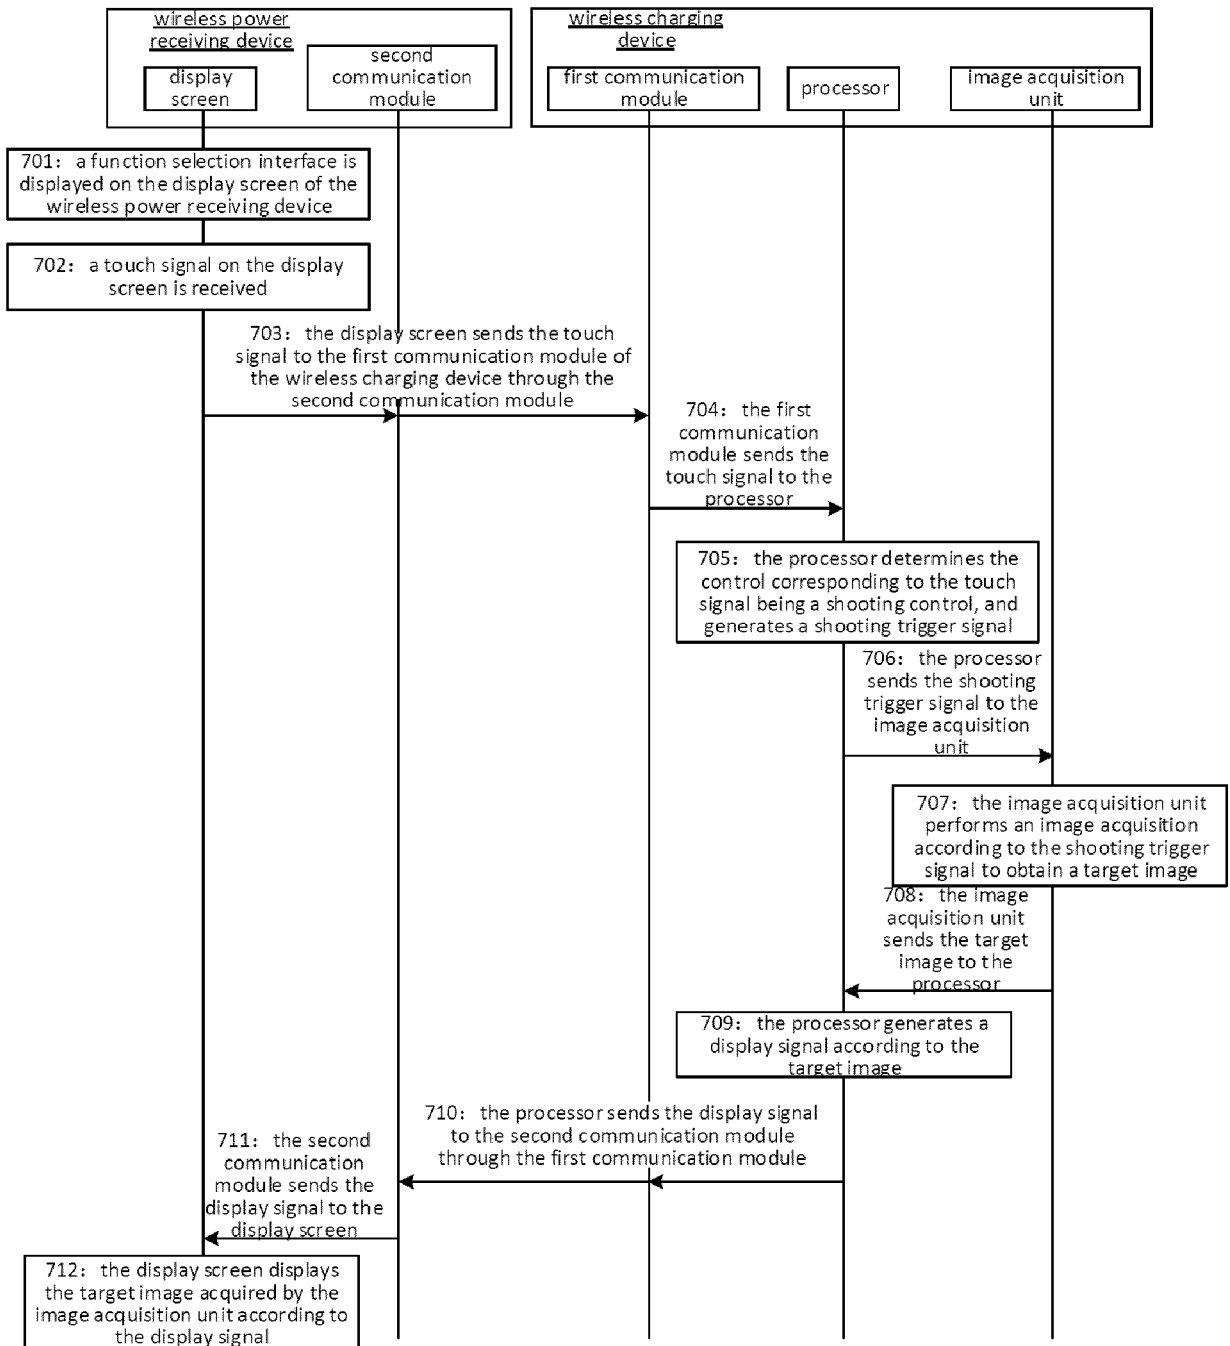 wireless power
receiving device
display
screen
second
communication
module
wireless charging
device
first communication
module
processor
image acquisition
unit
701: a function selection interface is
displayed on the display screen of the
wireless power receiving device
702: a touch signal on the display
screen is received
703: the display screen sends the touch
signal to the first communication module of
the wireless charging device through the
second communication module
704: the first
communication
module sends the
touch signal to the
processor
705: the processor determines the
control corresponding to the touch
signal being a shooting control, and
generates a shooting trigger signal
706: the processor
sends the shooting
trigger signal to the
image acquisition
unit
707: the image acquisition unit
performs an image acquisition
according to the shooting trigger
signal to obtain a target image
708: the image
acquisition unit
sends the target
image to the
processor
709: the processor generates a
display signal according to the
target image
710: the processor sends the display signal
to the second communication module
through the first communication module
711: the second
communication
module sends the
display signal to the
display screen
712: the display screen displays
the target image acquired by the
image acquisition unit according to
the display signal